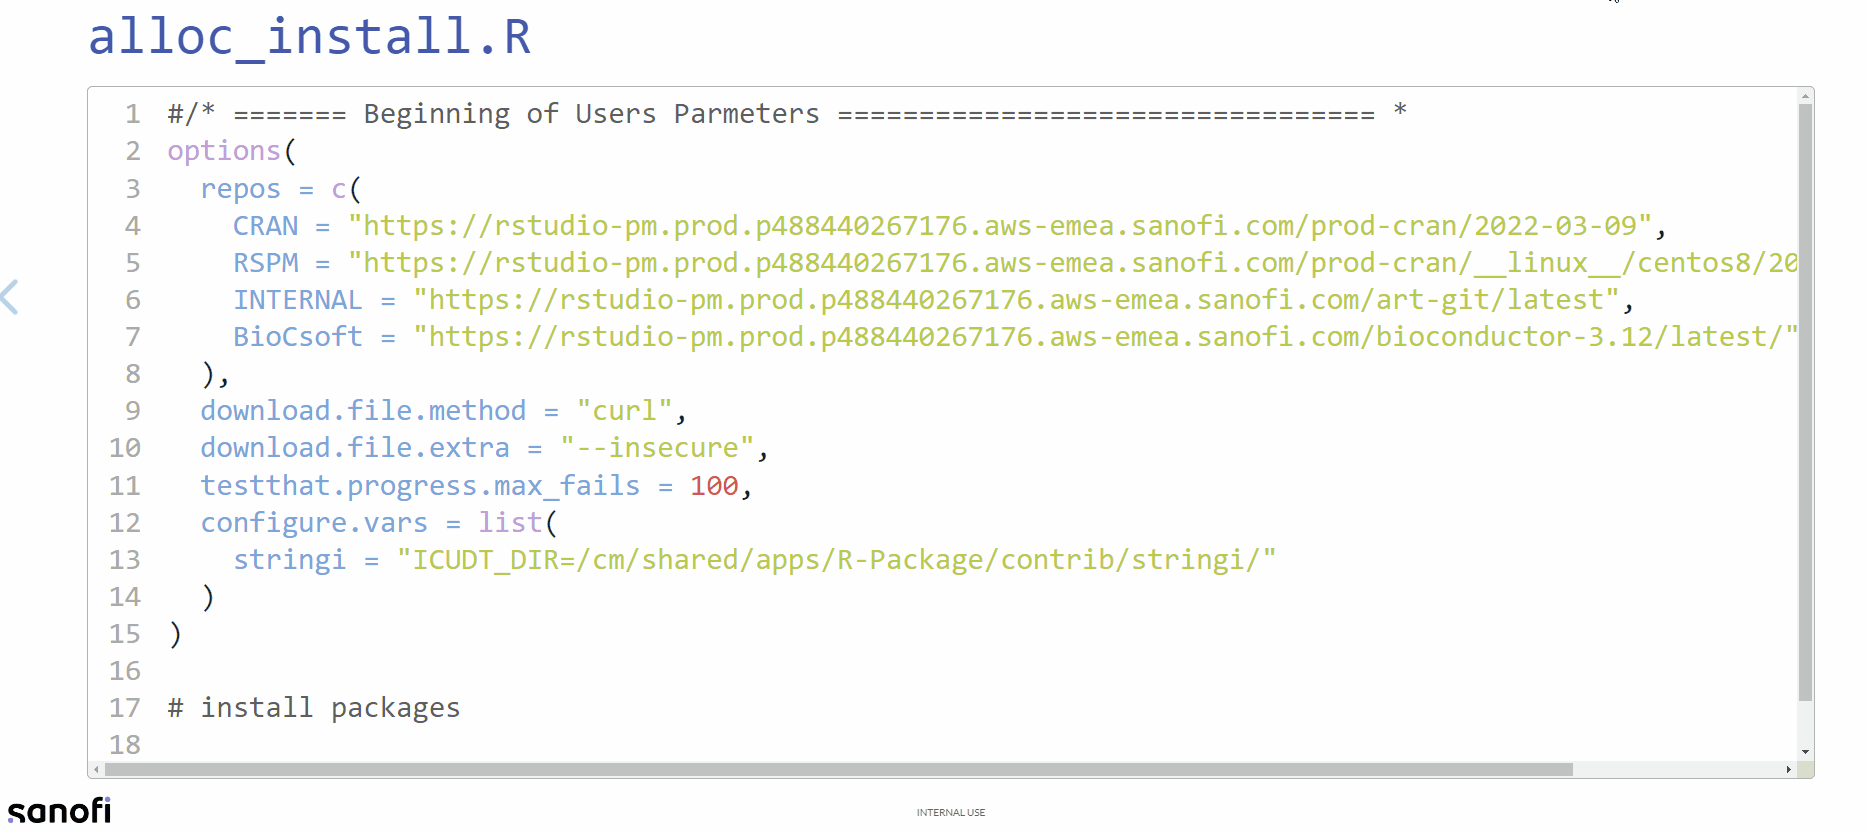 alloc_install.R
1 #/* ======= Beginning of Users Parmeters ================================= *
2 options(
3   repos = c(
4     CRAN = "https://rstudio-pm.prod.p488440267176.aws-emea.sanofi.com/prod-cran/2022-03-09",
5     RSPM = "https://rstudio-pm.prod.p488440267176.aws-emea.sanofi.com/prod-cran/__linux__/centos8/20
6     INTERNAL = "https://rstudio-pm.prod.p488440267176.aws-emea.sanofi.com/art-git/latest",
7     BioCsoft = "https://rstudio-pm.prod.p488440267176.aws-emea.sanofi.com/bioconductor-3.12/latest/"
8   ),
9   download.file.method = "curl",
10   download.file.extra = "--insecure",
11   testthat.progress.max_fails = 100,
12   configure.vars = list(
13     stringi = "ICUDT_DIR=/cm/shared/apps/R-Package/contrib/stringi/"
14   )
15 )
16
17 # install packages
18
sanofi
INTERNAL USE